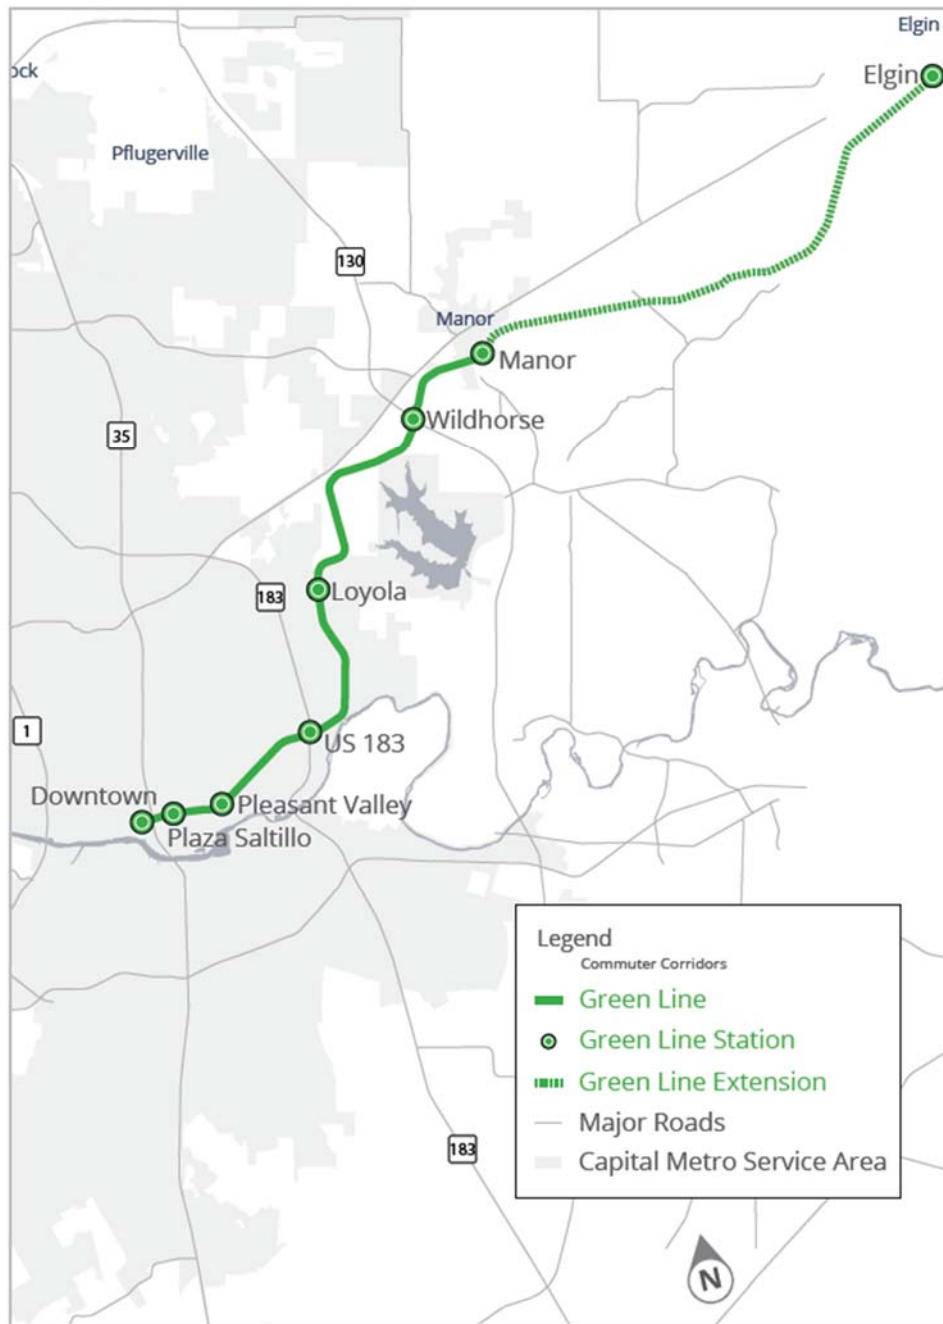 Elgin
Elgin
ock
Pflugerville
130
Manor
Manor
Wildhorse
35
183
Loyola
1
US 183
Downtown
Pleasant Valley
Plaza Saltillo
Legend
Commuter Corridors
Green Line
Green Line Station
Green Line Extension
Major Roads
Capital Metro Service Area
183
N